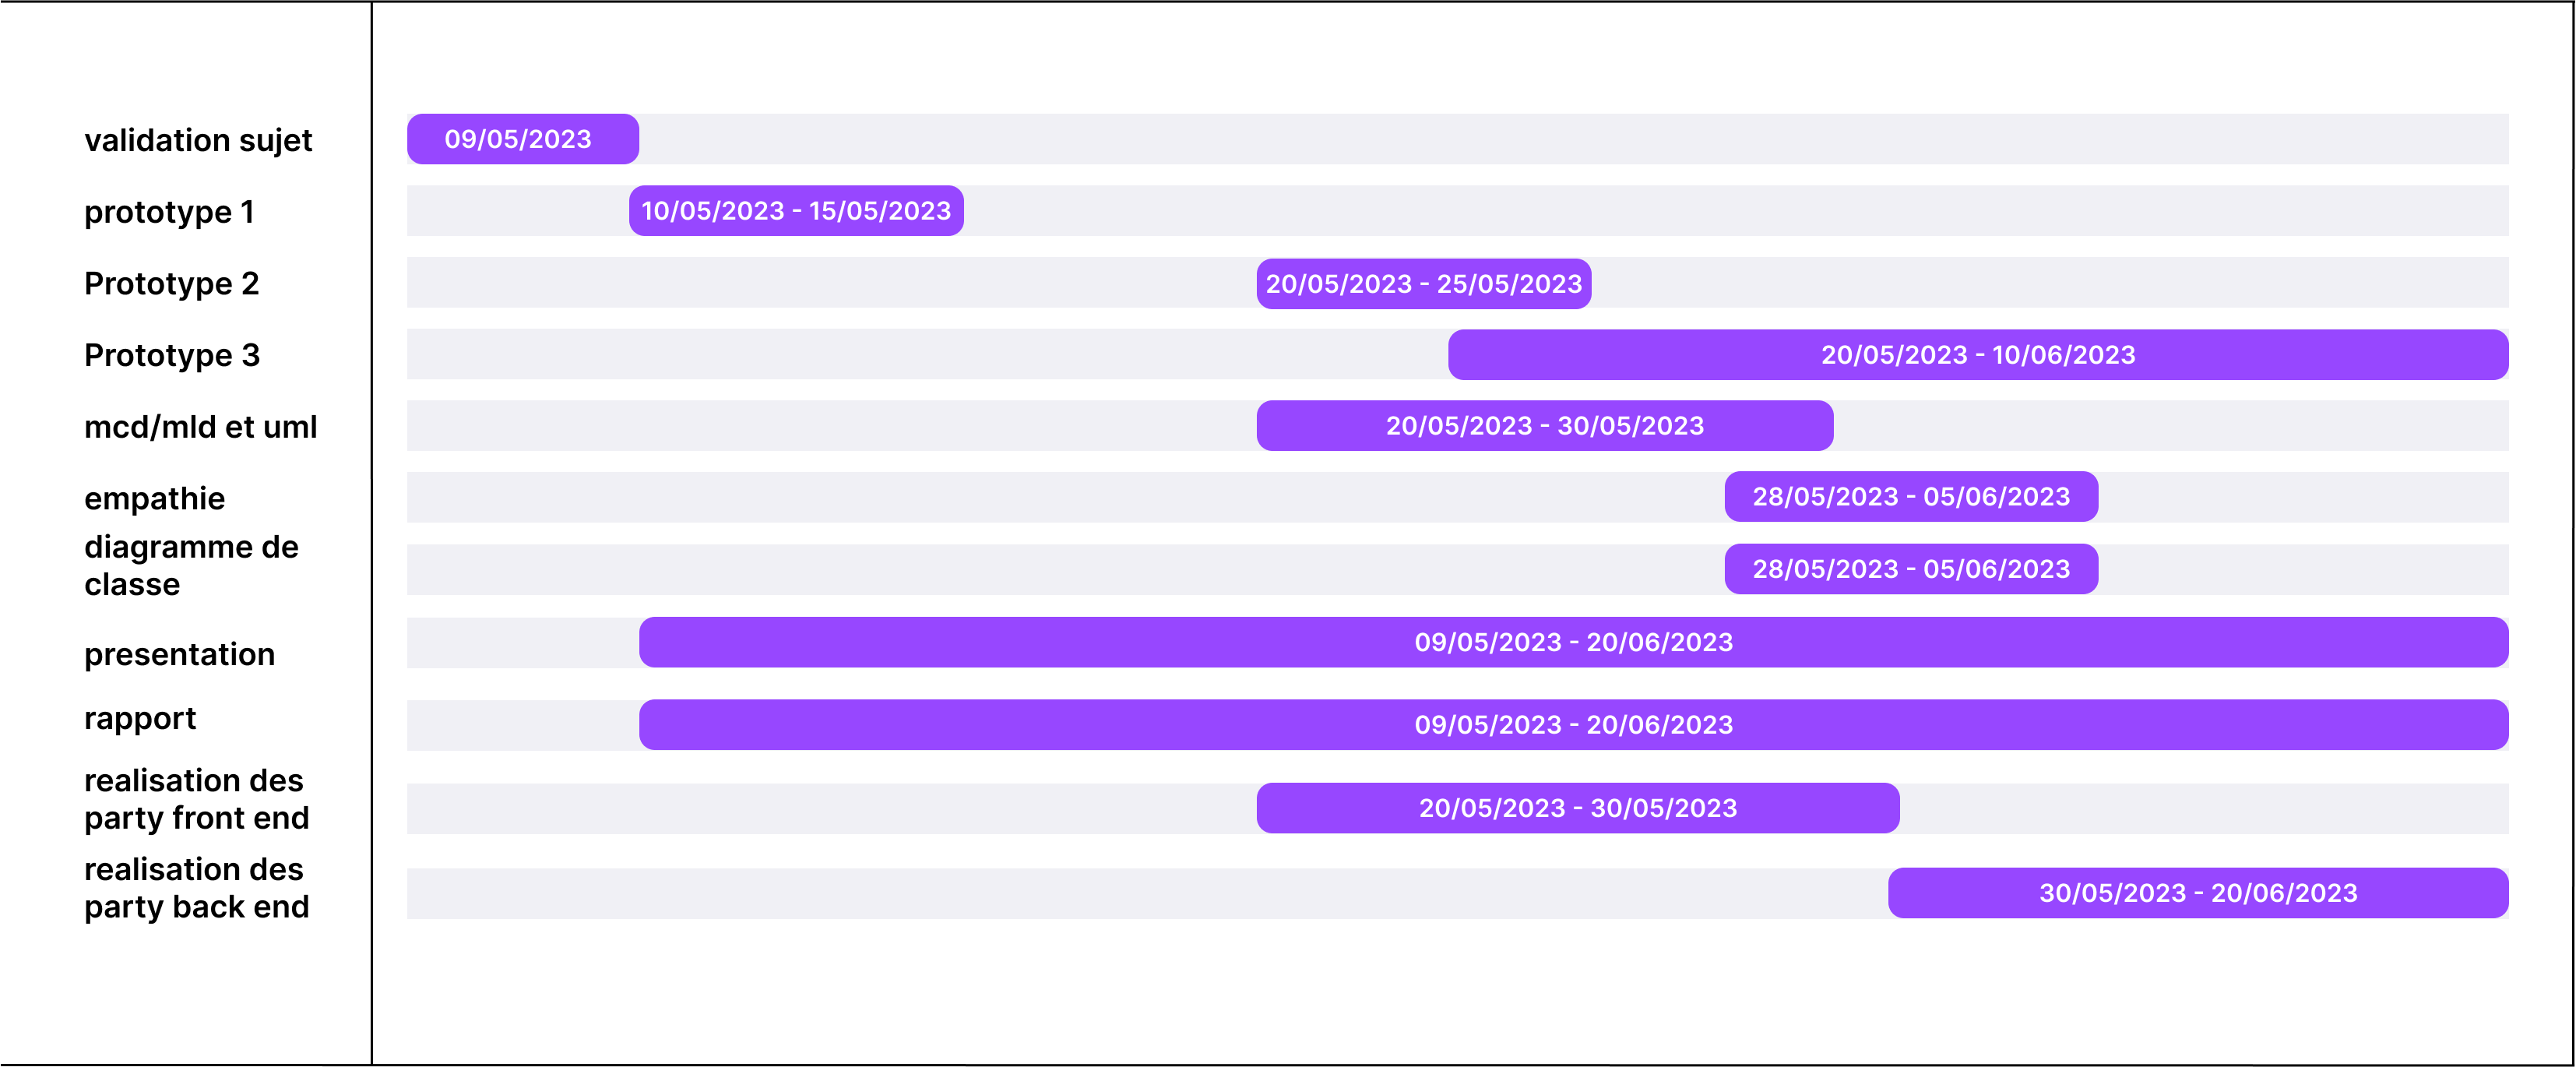 validation sujet
09/05/2023
prototype 1
10/05/2023 - 15/05/2023
Prototype 2
20/05/2023 - 25/05/2023
Prototype 3
20/05/2023 - 10/06/2023
mcd/mld et uml
20/05/2023 - 30/05/2023
empathie
28/05/2023 - 05/06/2023
diagramme de
classe
28/05/2023 - 05/06/2023
presentation
09/05/2023 - 20/06/2023
rapport
09/05/2023 - 20/06/2023
realisation des
party front end
20/05/2023 - 30/05/2023
realisation des
party back end
30/05/2023 - 20/06/2023